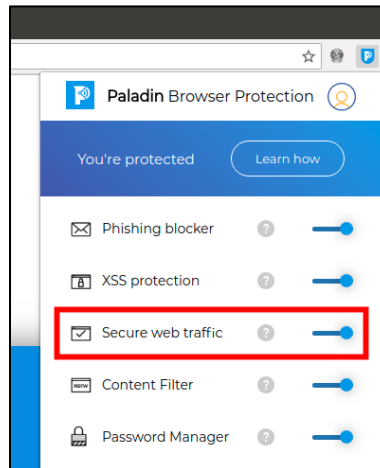 Paladin Browser Protection
You're protected
Learn how
Phishing blocker ?
XSS protection ?
Secure web traffic ?
NSFW Content Filter ?
Password Manager ?